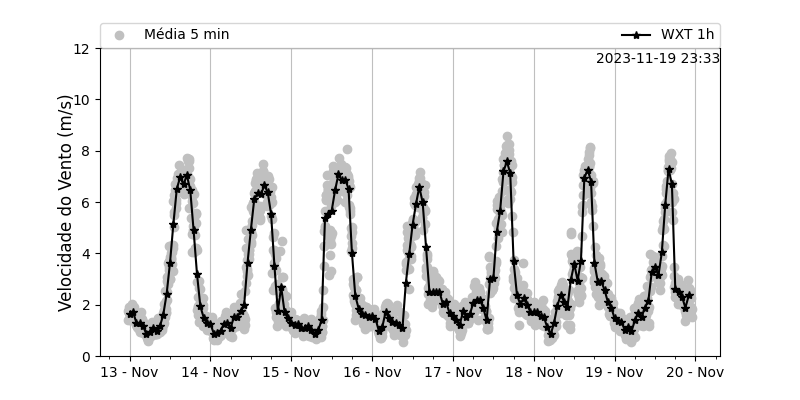 Média 5 min
WXT 1h
2023-11-19 23:33
Velocidade do Vento (m/s)
12
10
8
6
4
2
0
13 - Nov
14 - Nov
15 - Nov
16 - Nov
17 - Nov
18 - Nov
19 - Nov
20 - Nov